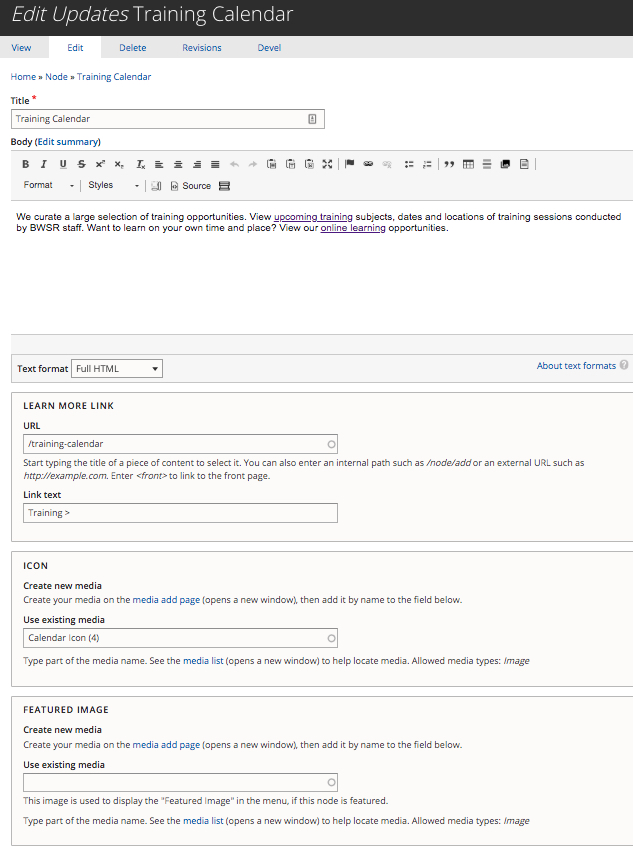 Edit Updates Training Calendar
View Edit Delete Revisions Devel
Home » Node » Training Calendar
Title *
Training Calendar
Body (Edit summary)
Format Styles Source
We curate a large selection of training opportunities. View upcoming training subjects, dates and locations of training sessions conducted
by BWSR staff. Want to learn on your own time and place? View our online learning opportunities.
Text format Full HTML About text formats ?
LEARN MORE LINK
URL
/training-calendar
Start typing the title of a piece of content to select it. You can also enter an internal path such as /node/add or an external URL such as
http://example.com. Enter <front> to link to the front page.
Link text
Training >
ICON
Create new media
Create your media on the media add page (opens a new window), then add it by name to the field below.
Use existing media
Calendar Icon (4)
Type part of the media name. See the media list (opens a new window) to help locate media. Allowed media types: Image
FEATURED IMAGE
Create new media
Create your media on the media add page (opens a new window), then add it by name to the field below.
Use existing media
This image is used to display the "Featured Image" in the menu, if this node is featured.
Type part of the media name. See the media list (opens a new window) to help locate media. Allowed media types: Image